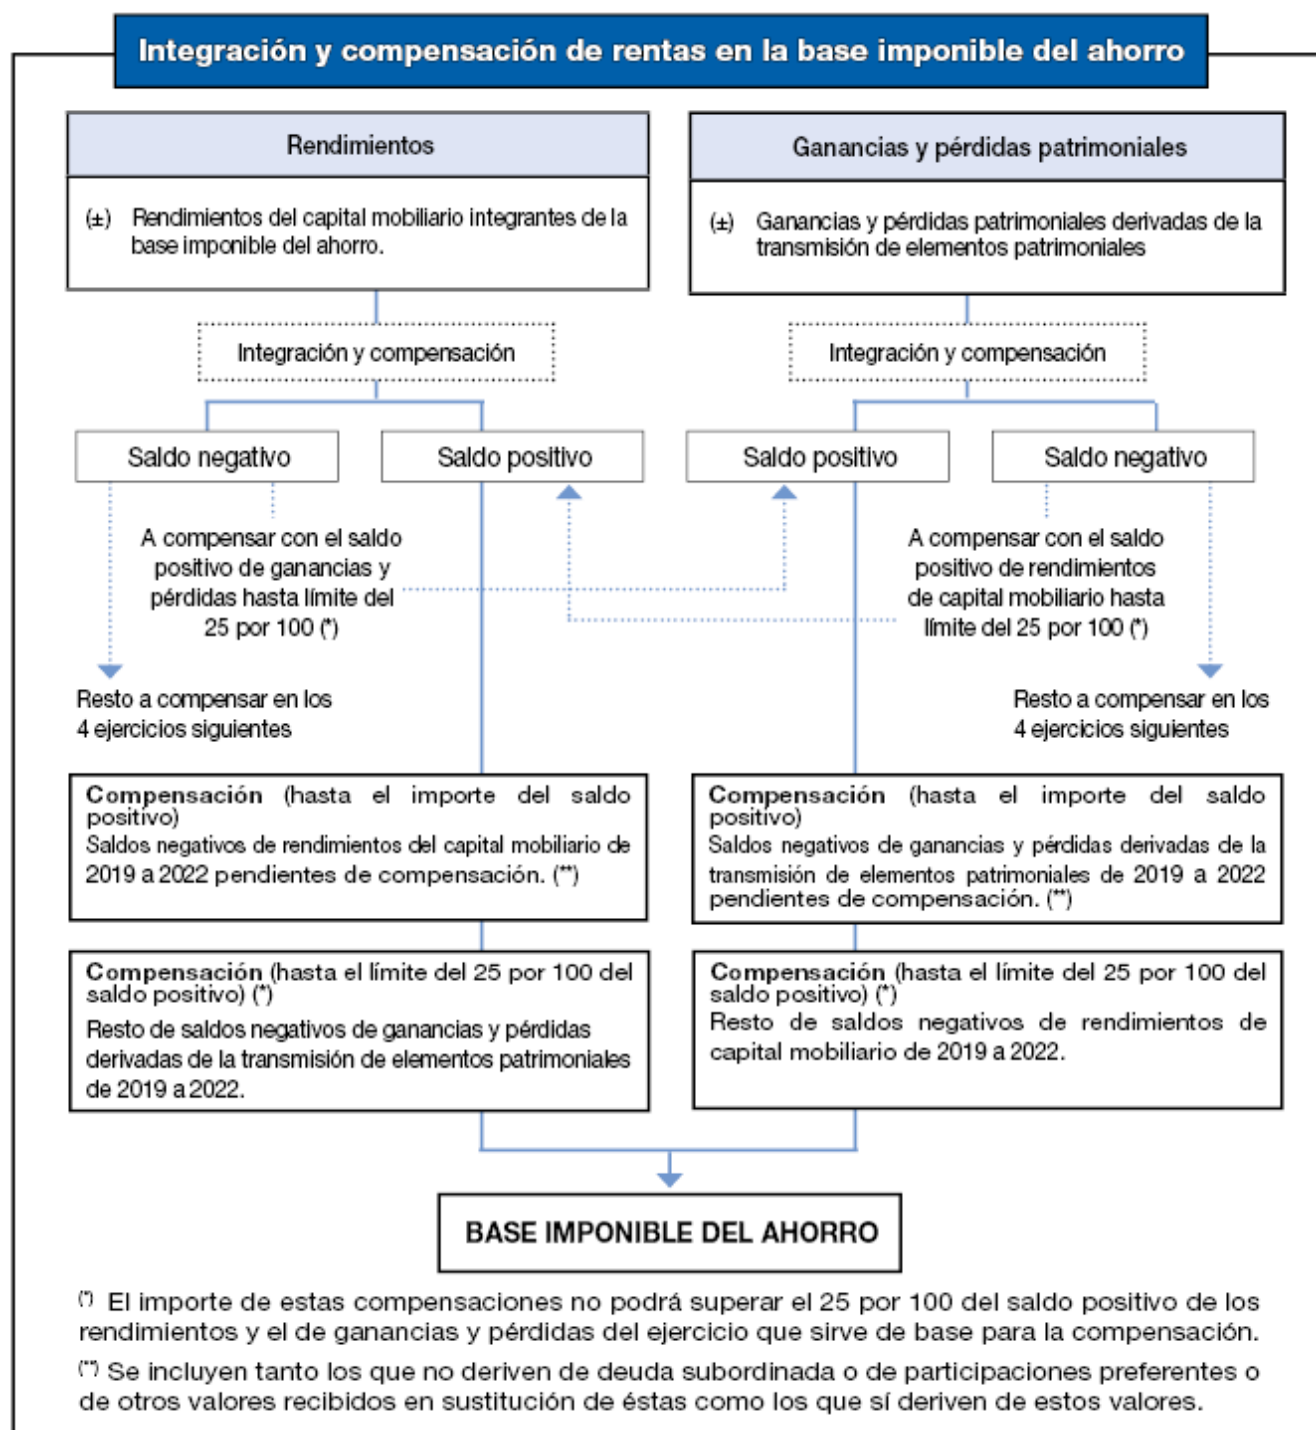 Integración y compensación de rentas en la base imponible del ahorro
Rendimientos
(±) Rendimientos del capital mobiliario integrantes de la
base imponible del ahorro.
Ganancias y pérdidas patrimoniales
(±) Ganancias y pérdidas patrimoniales derivadas de la
transmisión de elementos patrimoniales
Integración y compensación
Integración y compensación
Saldo negativo
Saldo positivo
Saldo positivo
Saldo negativo
A compensar con el saldo
positivo de ganancias y
pérdidas hasta límite del
25 por 100 (*)
A compensar con el saldo
positivo de rendimientos
de capital mobiliario hasta
límite del 25 por 100 (*)
Resto a compensar en los
4 ejercicios siguientes
Resto a compensar en los
4 ejercicios siguientes
Compensación (hasta el importe del saldo
positivo)
Saldos negativos de rendimientos del capital mobiliario de
2019 a 2022 pendientes de compensación. (**)
Compensación (hasta el importe del saldo
positivo)
Saldos negativos de ganancias y pérdidas derivadas de la
transmisión de elementos patrimoniales de 2019 a 2022
pendientes de compensación. (**)
Compensación (hasta el límite del 25 por 100 del
saldo positivo) (*)
Resto de saldos negativos de ganancias y pérdidas
derivadas de la transmisión de elementos patrimoniales
de 2019 a 2022.
Compensación (hasta el límite del 25 por 100 del
saldo positivo) (*)
Resto de saldos negativos de rendimientos de
capital mobiliario de 2019 a 2022.
BASE IMPONIBLE DEL AHORRO
(*) El importe de estas compensaciones no podrá superar el 25 por 100 del saldo positivo de los
rendimientos y el de ganancias y pérdidas del ejercicio que sirve de base para la compensación.
(**) Se incluyen tanto los que no deriven de deuda subordinada o de participaciones preferentes o
de otros valores recibidos en sustitución de éstas como los que sí deriven de estos valores.